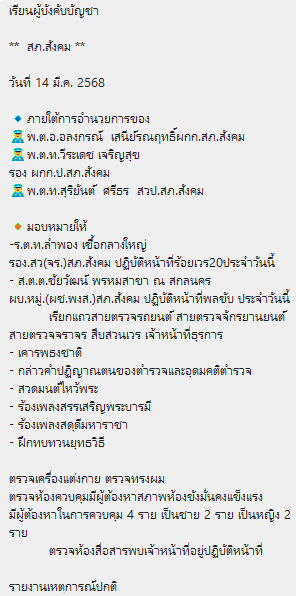 เรียนผู้บังคับบัญชา
** สภ.สังคม **
วันที่ 14 มี.ค. 2568
🔹ภายใต้การอำนวยการของ
👮พ.ต.อ.อลงกรณ์ เสนีย์รณฤทธิ์ผกก.สภ.สังคม
👮พ.ต.ท.วีระเดช เจริญสุข
รอง ผกก.ป.สภ.สังคม
👮พ.ต.ท.สุริยันต์ ศรีธร สวป.สภ.สังคม
🔸มอบหมายให้
-ร.ต.ท.ลำพอง เชื้อกลางใหญ่
รอง.สว(จร.)สภ.สังคม ปฏิบัติหน้าที่ร้อยเวร20ประจำวันนี้
- ส.ต.ต.ชัยวัฒน์ พรหมสาขา ณ สกลนคร
ผบ.หมู่.(ผช.พงส.)สภ.สังคม ปฏิบัติหน้าที่พลขับ ประจำวันนี้
เรียกแถวสายตรวจรถยนต์ สายตรวจจักรยานยนต์
สายตรวจจราจร สืบสวนเวร เจ้าหน้าที่ธุรการ
- เคารพธงชาติ
- กล่าวคำปฏิญาณตนของตำรวจและอุดมคติตำรวจ
- สวดมนต์ไหว้พระ
- ร้องเพลงสรรเสริญพระบารมี
- ร้องเพลงสดุดีมหาราชา
- ฝึกทบทวนยุทธวิธี
ตรวจเครื่องแต่งกาย ตรวจทรงผม
ตรวจห้องควบคุมมีผู้ต้องหาสภาพห้องขังมั่นคงแข็งแรง
มีผู้ต้องหาในการควบคุม 4 ราย เป็นชาย 2 ราย เป็นหญิง 2
ราย
ตรวจห้องสื่อสารพบเจ้าหน้าที่อยู่ปฏิบัติหน้าที่
รายงานเหตุการณ์ปกติ